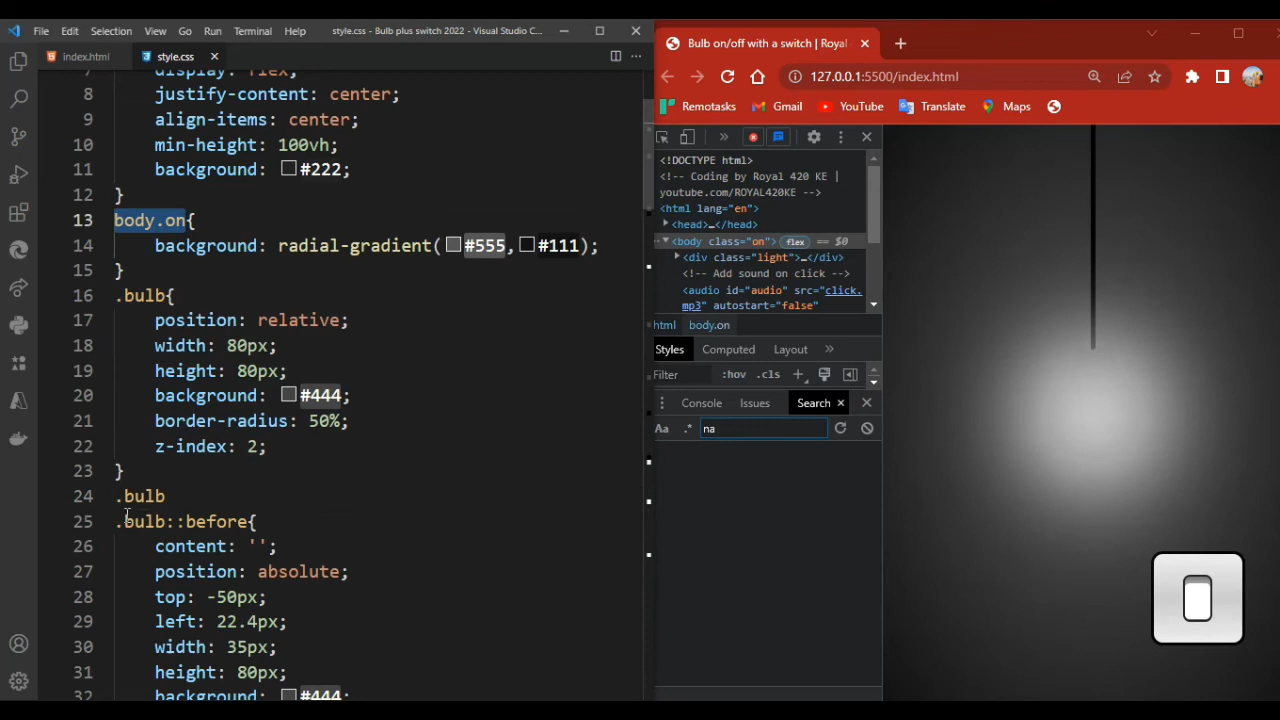 File Edit Selection View Go Run Terminal Help style.css - Bulb plus switch 2022 - Visual Studio C...
index.html style.css
7 display: flex;
8 justify-content: center;
9 align-items: center;
10 min-height: 100vh;
11 background: #222;
12 }
13 body.on{
14 background: radial-gradient(#555,#111);
15 }
16 .bulb{
17 position: relative;
18 width: 80px;
19 height: 80px;
20 background: #444;
21 border-radius: 50%;
22 z-index: 2;
23 }
24 .bulb
25 .bulb::before{
26 content: '';
27 position: absolute;
28 top: -50px;
29 left: 22.4px;
30 width: 35px;
31 height: 80px;
32 background: #444;
Bulb on/off with a switch | Royal
127.0.0.1:5500/index.html
Remotasks Gmail YouTube Translate Maps
<!DOCTYPE html>
<!-- Coding by Royal 420 KE |
youtube.com/ROYAL420KE -->
<html lang="en">
<head>…</head>
<body class="on"> flex == $0
<div class="light">…</div>
<!-- Add sound on click -->
<audio id="audio" src="click.
mp3" autostart="false"
html body.on
Styles Computed Layout
Filter :hov .cls
Console Issues Search
Aa .* na